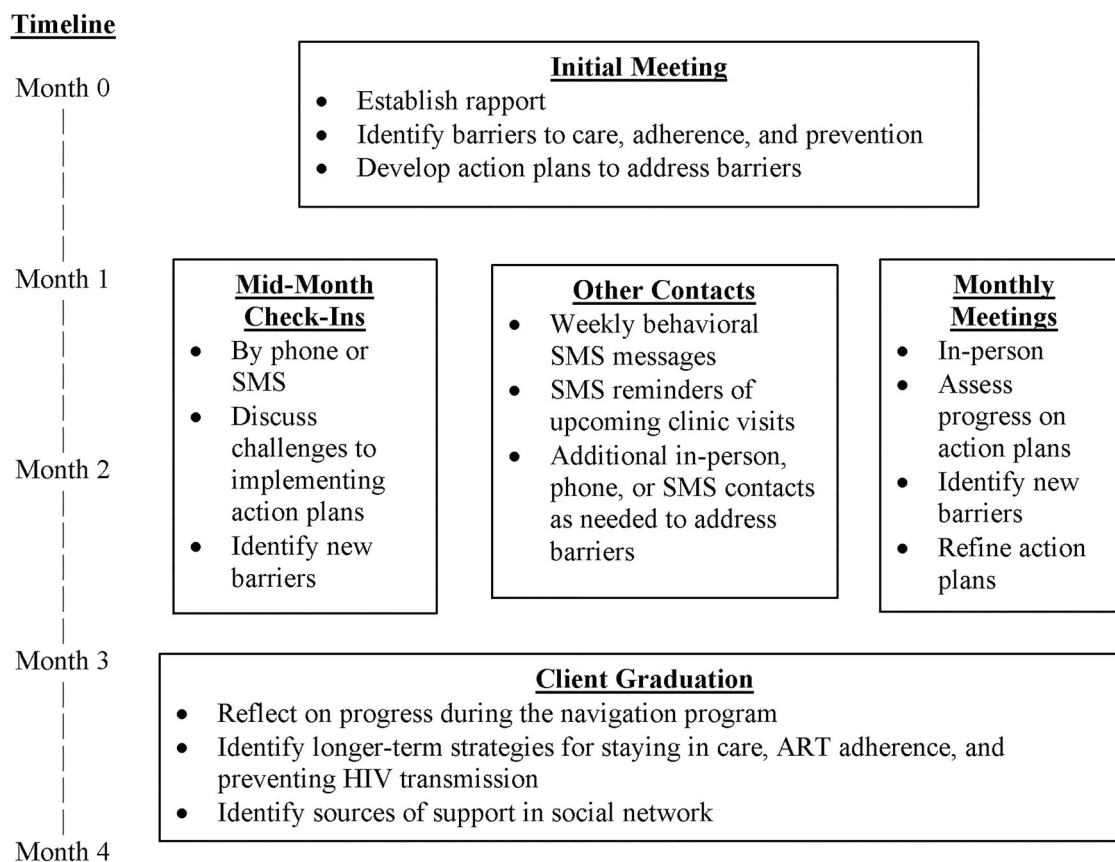 Timeline
Month 0
Initial Meeting
• Establish rapport
• Identify barriers to care, adherence, and prevention
• Develop action plans to address barriers
Month 1
Mid-Month
Check-Ins
• By phone or
SMS
• Discuss
challenges to
implementing
action plans
• Identify new
barriers
Other Contacts
• Weekly behavioral
SMS messages
• SMS reminders of
upcoming clinic visits
• Additional in-person,
phone, or SMS contacts
as needed to address
barriers
Monthly
Meetings
• In-person
• Assess
progress on
action plans
• Identify new
barriers
• Refine action
plans
Month 2
Month 3
Client Graduation
• Reflect on progress during the navigation program
• Identify longer-term strategies for staying in care, ART adherence, and
preventing HIV transmission
• Identify sources of support in social network
Month 4